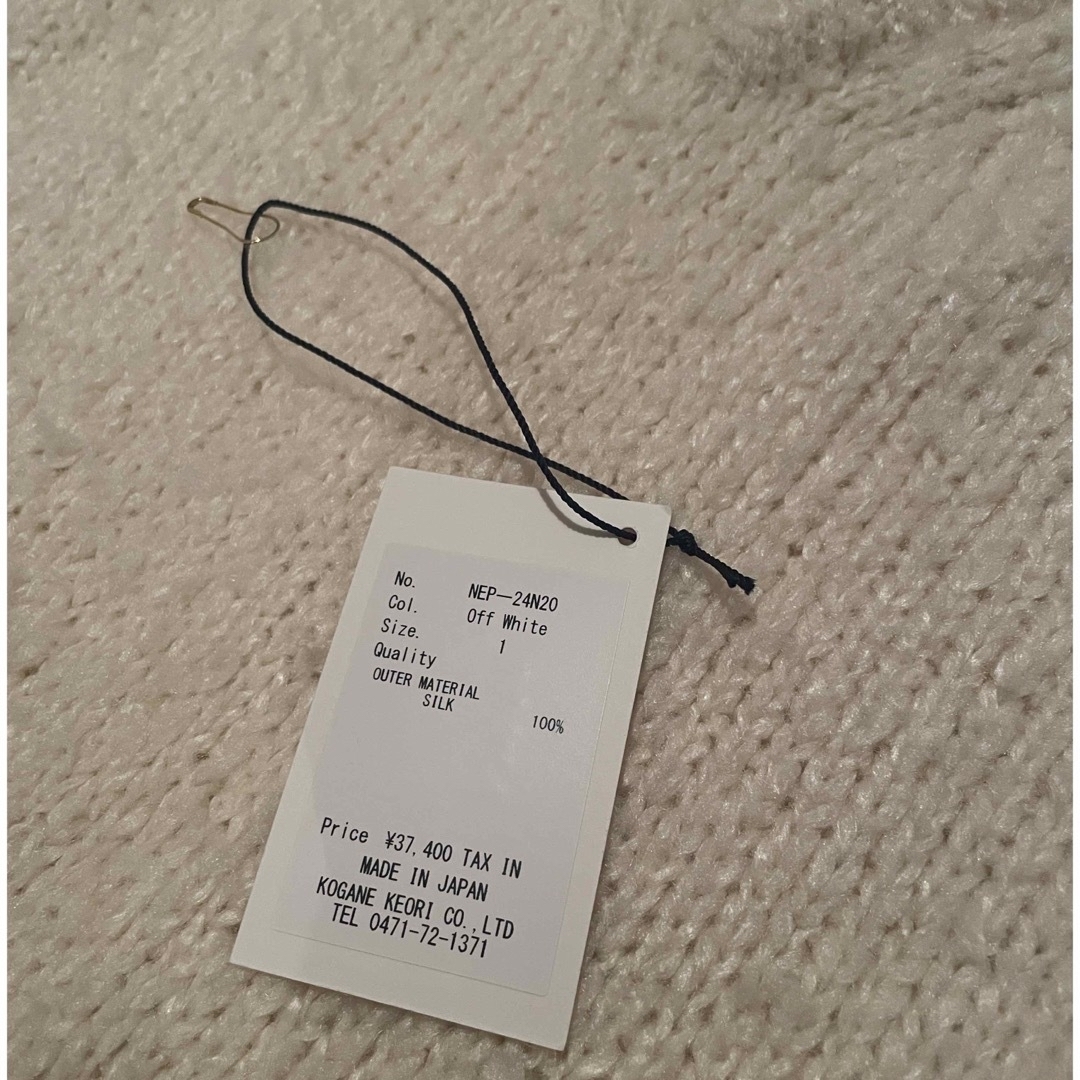 No. NEP—24N20
Col. Off White
Size. 1
Quality
OUTER MATERIAL
SILK 100%
Price ¥37,400 TAX IN
MADE IN JAPAN
KOGANE KEORI CO.,LTD
TEL 0471-72-1371